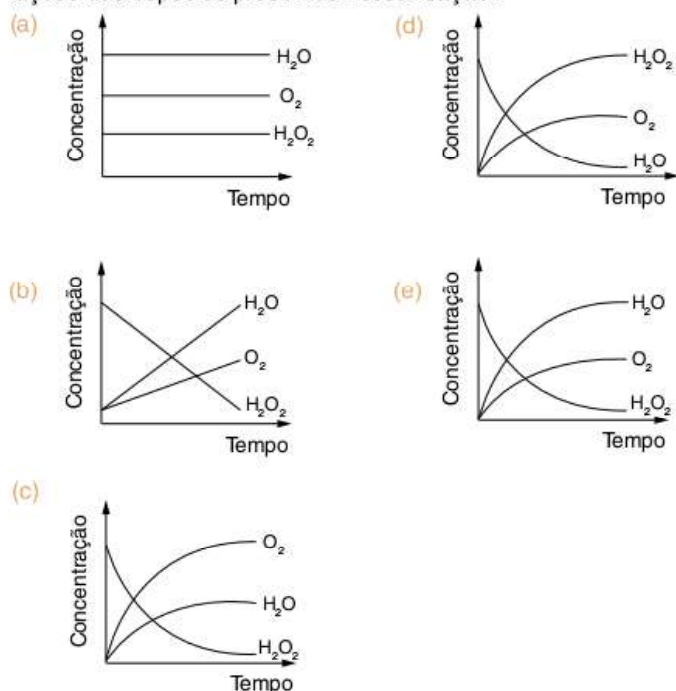 (a)
Concentração
H₂O
O₂
H₂O₂
Tempo
(b)
Concentração
H₂O
O₂
H₂O₂
Tempo
(c)
Concentração
O₂
H₂O
H₂O₂
Tempo
(d)
Concentração
H₂O₂
O₂
H₂O
Tempo
(e)
Concentração
H₂O
O₂
H₂O₂
Tempo